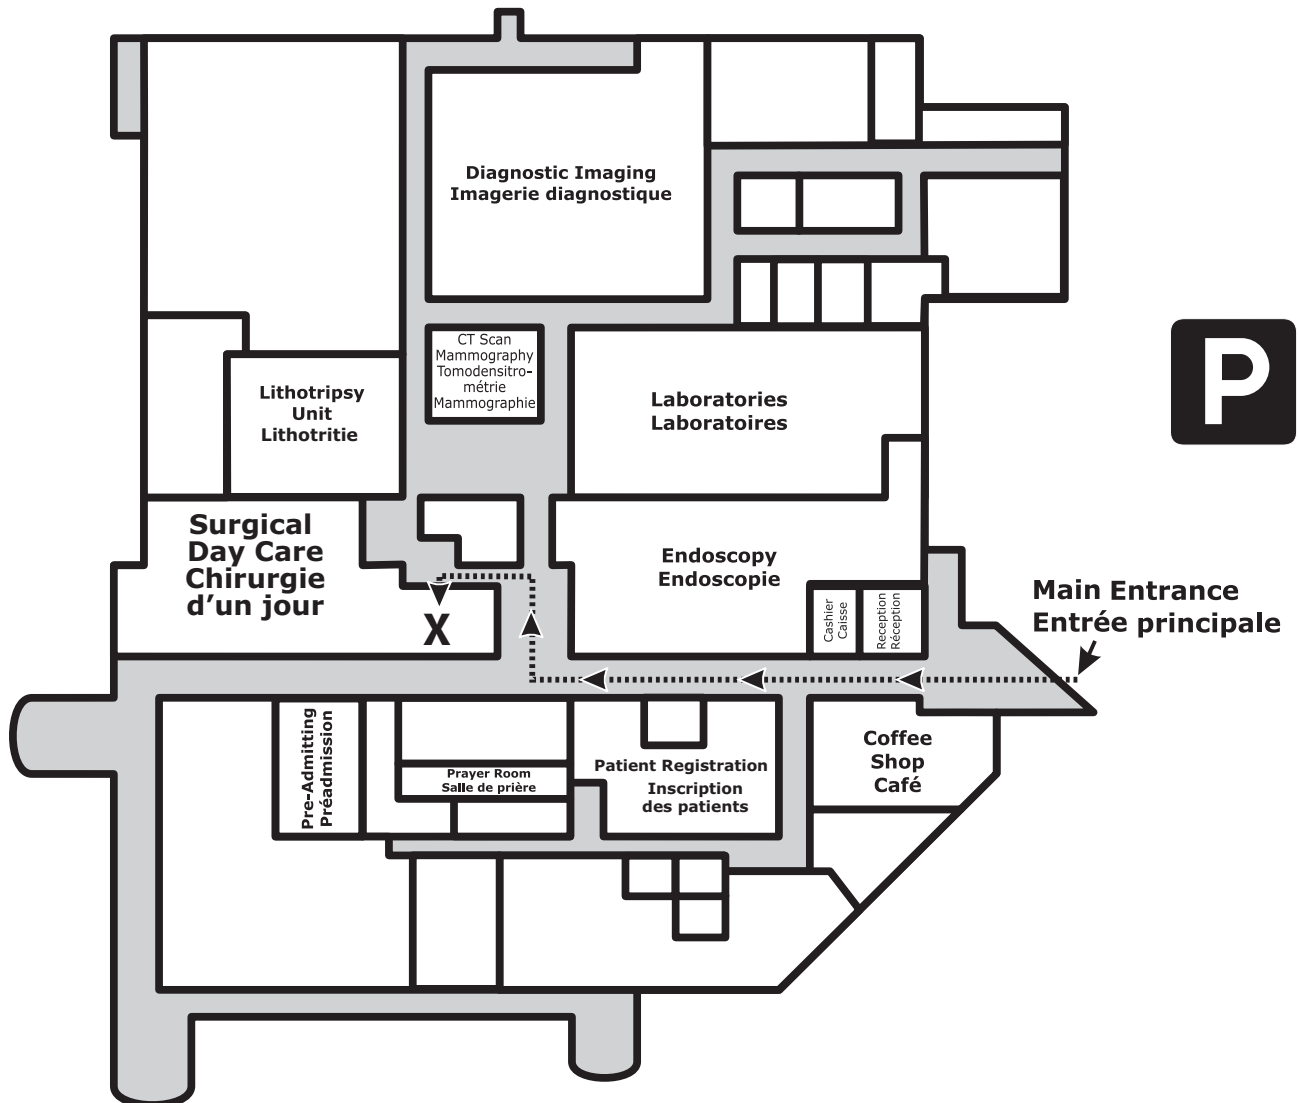 Diagnostic Imaging
Imagerie diagnostique
CT Scan
Mammography
Tomodensitro-
métrie
Mammographie
Lithotripsy
Unit
Lithotritie
Laboratories
Laboratoires
P
Surgical
Day Care
Chirurgie
d'un jour
X
Endoscopy
Endoscopie
Cashier
Caisse
Reception
Réception
Main Entrance
Entrée principale
Pre-Admitting
Préadmission
Prayer Room
Salle de prière
Patient Registration
Inscription
des patients
Coffee
Shop
Café